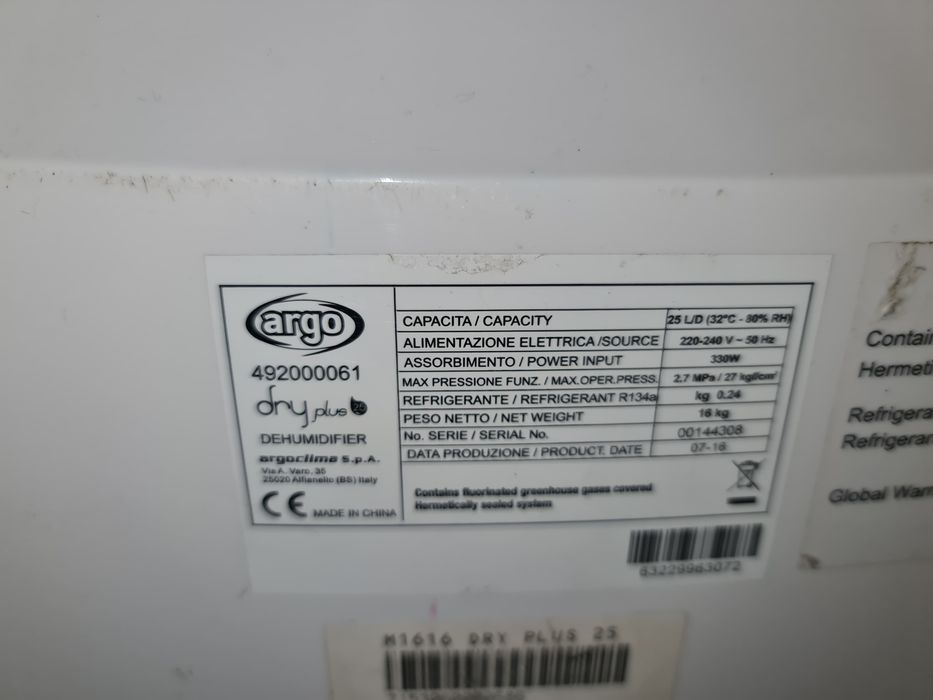 argo
492000061
dry plus 25
DEHUMIDIFIER
argoclima S.p.A.
Via A. Varo, 35
25020 Alfianello (BS) Italy
CE MADE IN CHINA
CAPACITA / CAPACITY 25 L/D (32°C - 80% RH)
ALIMENTAZIONE ELETTRICA /SOURCE 220-240 V ~ 50 Hz
ASSORBIMENTO / POWER INPUT 330W
MAX PRESSIONE FUNZ. / MAX.OPER.PRESS. 2.7 MPa / 27 kgf/cm²
REFRIGERANTE / REFRIGERANT R134a kg 0.24
PESO NETTO / NET WEIGHT 16 kg
No. SERIE / SERIAL No. 00144308
DATA PRODUZIONE / PRODUCT. DATE 07-16
Contains fluorinated greenhouse gases covered
Hermetically sealed system
63229963072
M1616 DRY PLUS 25
Contai
Hermeti
Refrigera
Refrigeran
Global Warm